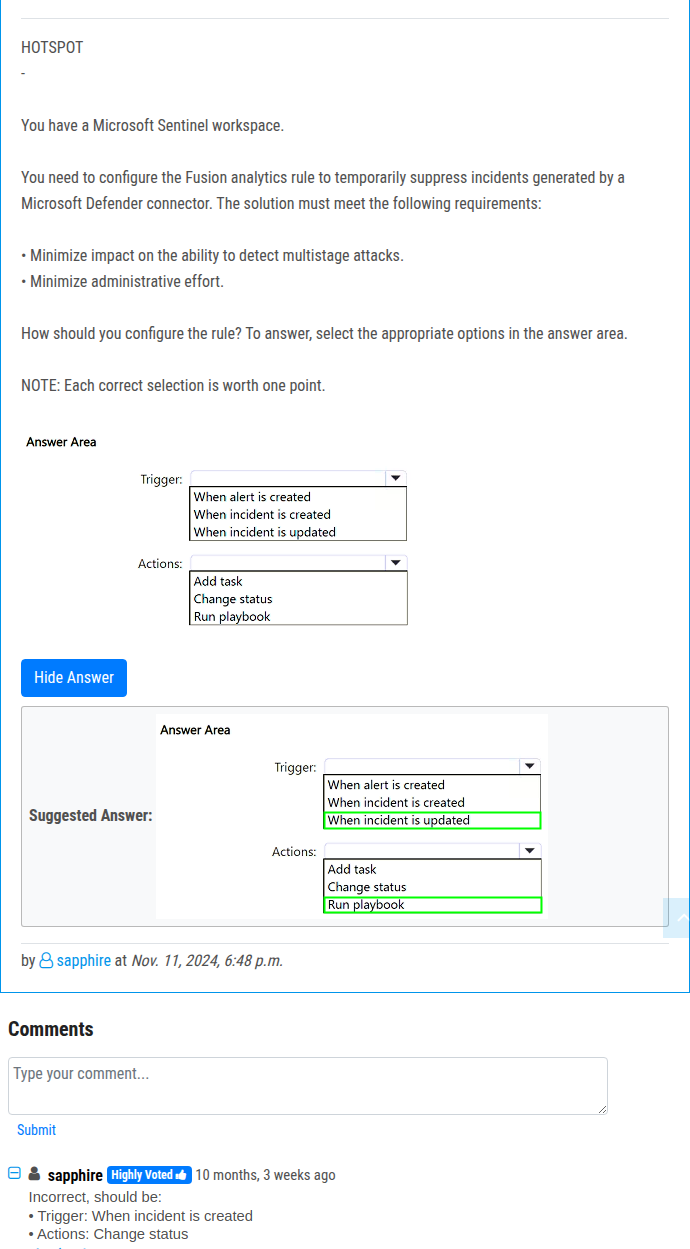 HOTSPOT
-
You have a Microsoft Sentinel workspace.
You need to configure the Fusion analytics rule to temporarily suppress incidents generated by a
Microsoft Defender connector. The solution must meet the following requirements:
• Minimize impact on the ability to detect multistage attacks.
• Minimize administrative effort.
How should you configure the rule? To answer, select the appropriate options in the answer area.
NOTE: Each correct selection is worth one point.
Answer Area
Trigger:
When alert is created
When incident is created
When incident is updated
Actions:
Add task
Change status
Run playbook
Hide Answer
Suggested Answer:
Answer Area
Trigger:
When alert is created
When incident is created
When incident is updated
Actions:
Add task
Change status
Run playbook
by sapphire at Nov. 11, 2024, 6:48 p.m.
Comments
Type your comment...
Submit
sapphire Highly Voted 10 months, 3 weeks ago
Incorrect, should be:
• Trigger: When incident is created
• Actions: Change status